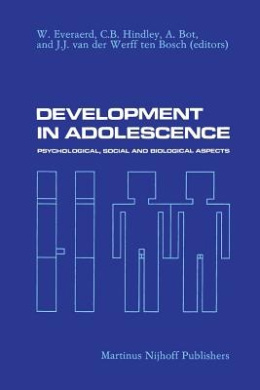 W. Everaerd, C.B. Hindley, A. Bot,
and J.J. van der Werff ten Bosch (editors)
DEVELOPMENT
IN ADOLESCENCE
PSYCHOLOGICAL, SOCIAL AND BIOLOGICAL ASPECTS
Martinus Nijhoff Publishers